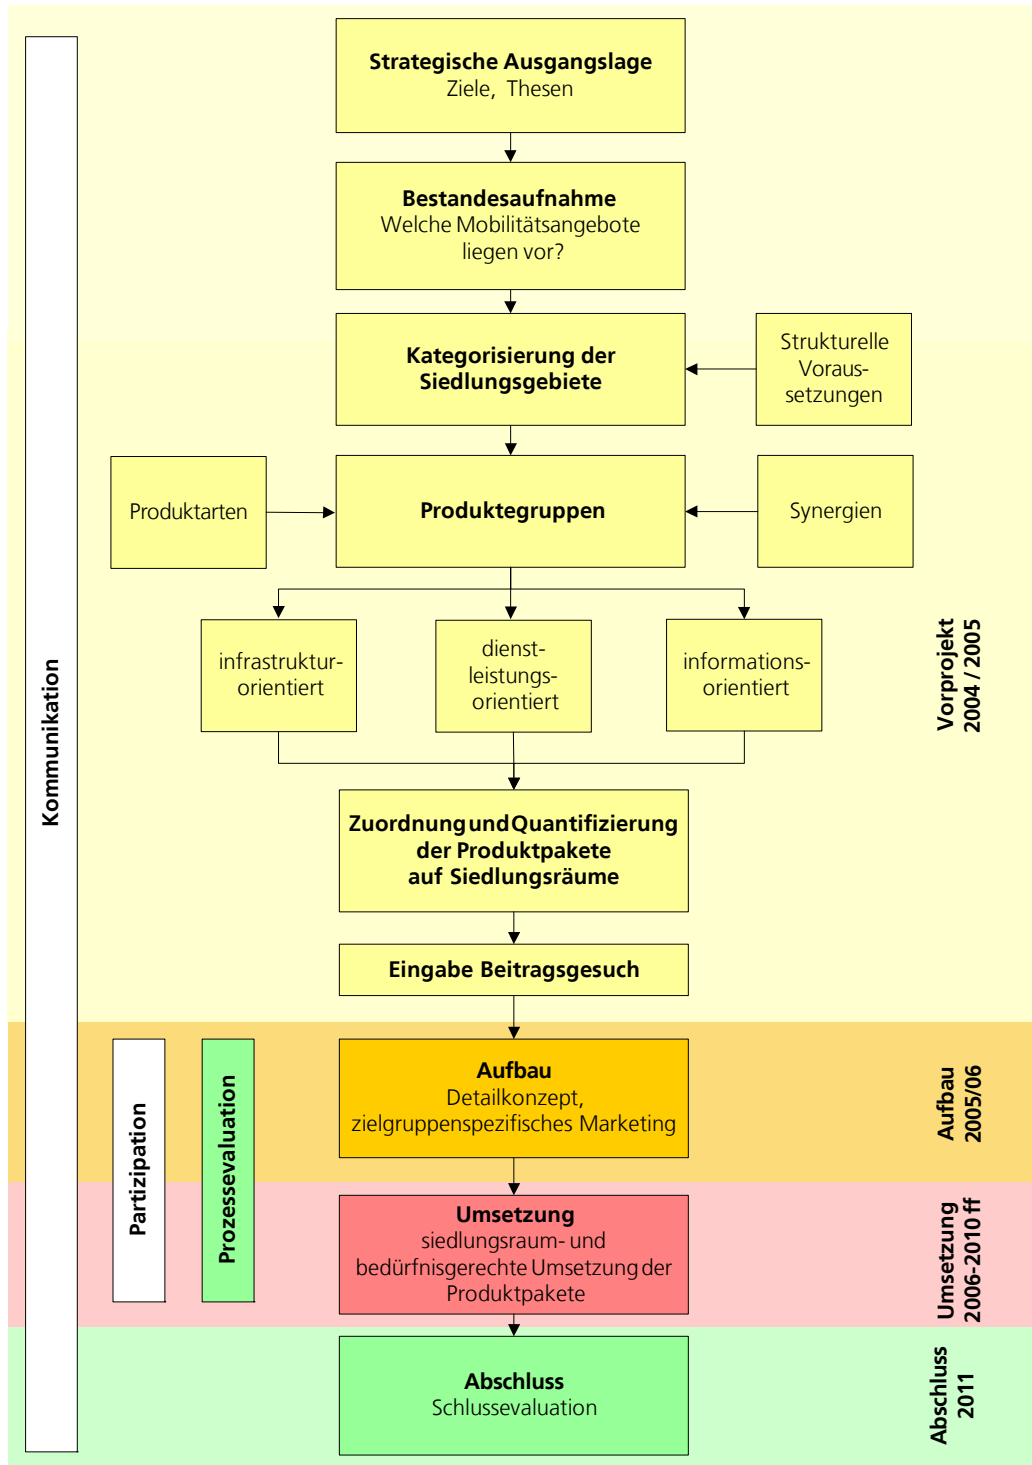 Strategische Ausgangslage
Ziele, Thesen
Bestandesaufnahme
Welche Mobilitätsangebote
liegen vor?
Kategorisierung der
Siedlungsgebiete
Strukturelle
Voraus-
setzungen
Produktarten
Produktegruppen
Synergien
infrastruktur-
orientiert
dienst-
leistungs-
orientiert
informations-
orientiert
Zuordnung und Quantifizierung
der Produktpakete
auf Siedlungsräume
Eingabe Beitragsgesuch
Aufbau
Detailkonzept,
zielgruppenspezifisches Marketing
Umsetzung
siedlungsraum- und
bedürfnisgerechte Umsetzung der
Produktpakete
Abschluss
Schlussevaluation
Kommunikation
Partizipation
Prozessevaluation
Vorprojekt
2004 / 2005
Aufbau
2005/06
Umsetzung
2006-2010 ff
Abschluss
2011